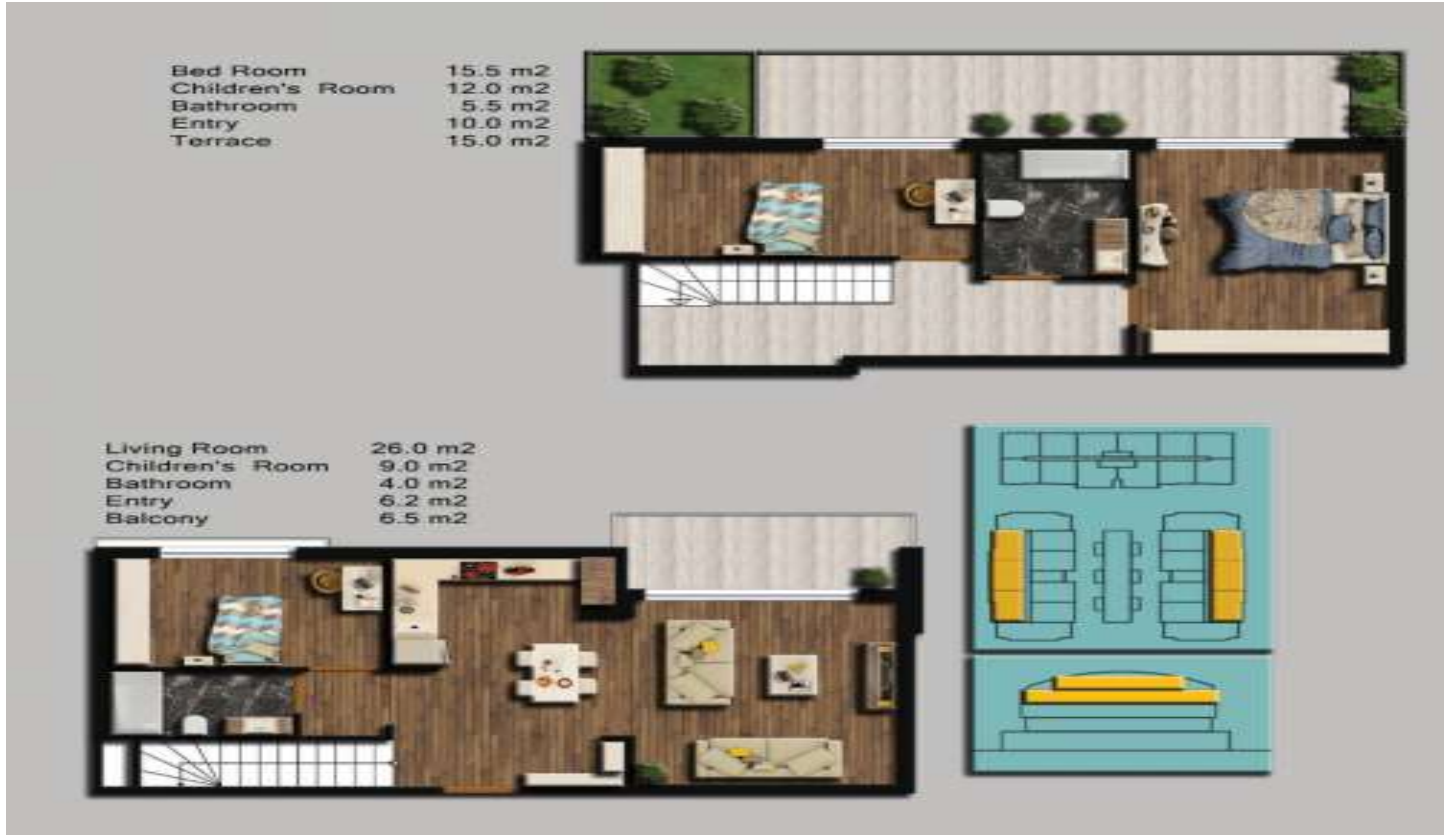 Bed Room 15.5 m2
Children's Room 12.0 m2
Bathroom 5.5 m2
Entry 10.0 m2
Terrace 15.0 m2
Living Room 26.0 m2
Children's Room 9.0 m2
Bathroom 4.0 m2
Entry 6.2 m2
Balcony 6.5 m2